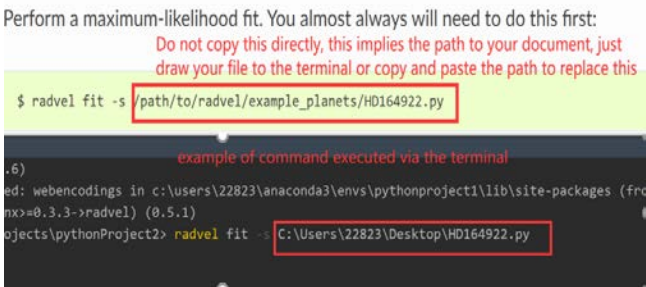 Perform a maximum-likelihood fit. You almost always will need to do this first:
Do not copy this directly, this implies the path to your document, just
draw your file to the terminal or copy and paste the path to replace this
$ radvel fit -s /path/to/radvel/example_planets/HD164922.py
example of command executed via the terminal
.6)
ed: webencodings in c:\users\22823\anaconda3\envs\pythonproject1\lib\site-packages (fro
nx>=0.3.3->radvel) (0.5.1)
ojects\pythonProject2> radvel fit -s C:\Users\22823\Desktop\HD164922.py